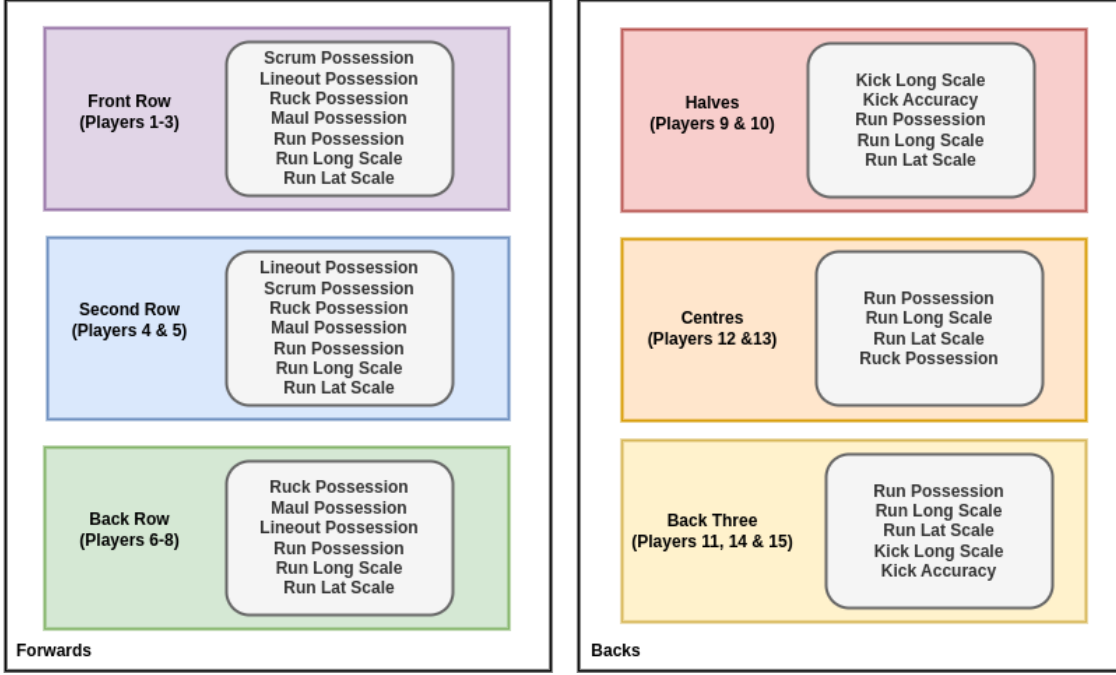 Front Row
(Players 1-3)
Scrum Possession
Lineout Possession
Ruck Possession
Maul Possession
Run Possession
Run Long Scale
Run Lat Scale
Second Row
(Players 4 & 5)
Lineout Possession
Scrum Possession
Ruck Possession
Maul Possession
Run Possession
Run Long Scale
Run Lat Scale
Back Row
(Players 6-8)
Ruck Possession
Maul Possession
Lineout Possession
Run Possession
Run Long Scale
Run Lat Scale
Forwards
Halves
(Players 9 & 10)
Kick Long Scale
Kick Accuracy
Run Possession
Run Long Scale
Run Lat Scale
Centres
(Players 12 &13)
Run Possession
Run Long Scale
Run Lat Scale
Ruck Possession
Back Three
(Players 11, 14 & 15)
Run Possession
Run Long Scale
Run Lat Scale
Kick Long Scale
Kick Accuracy
Backs